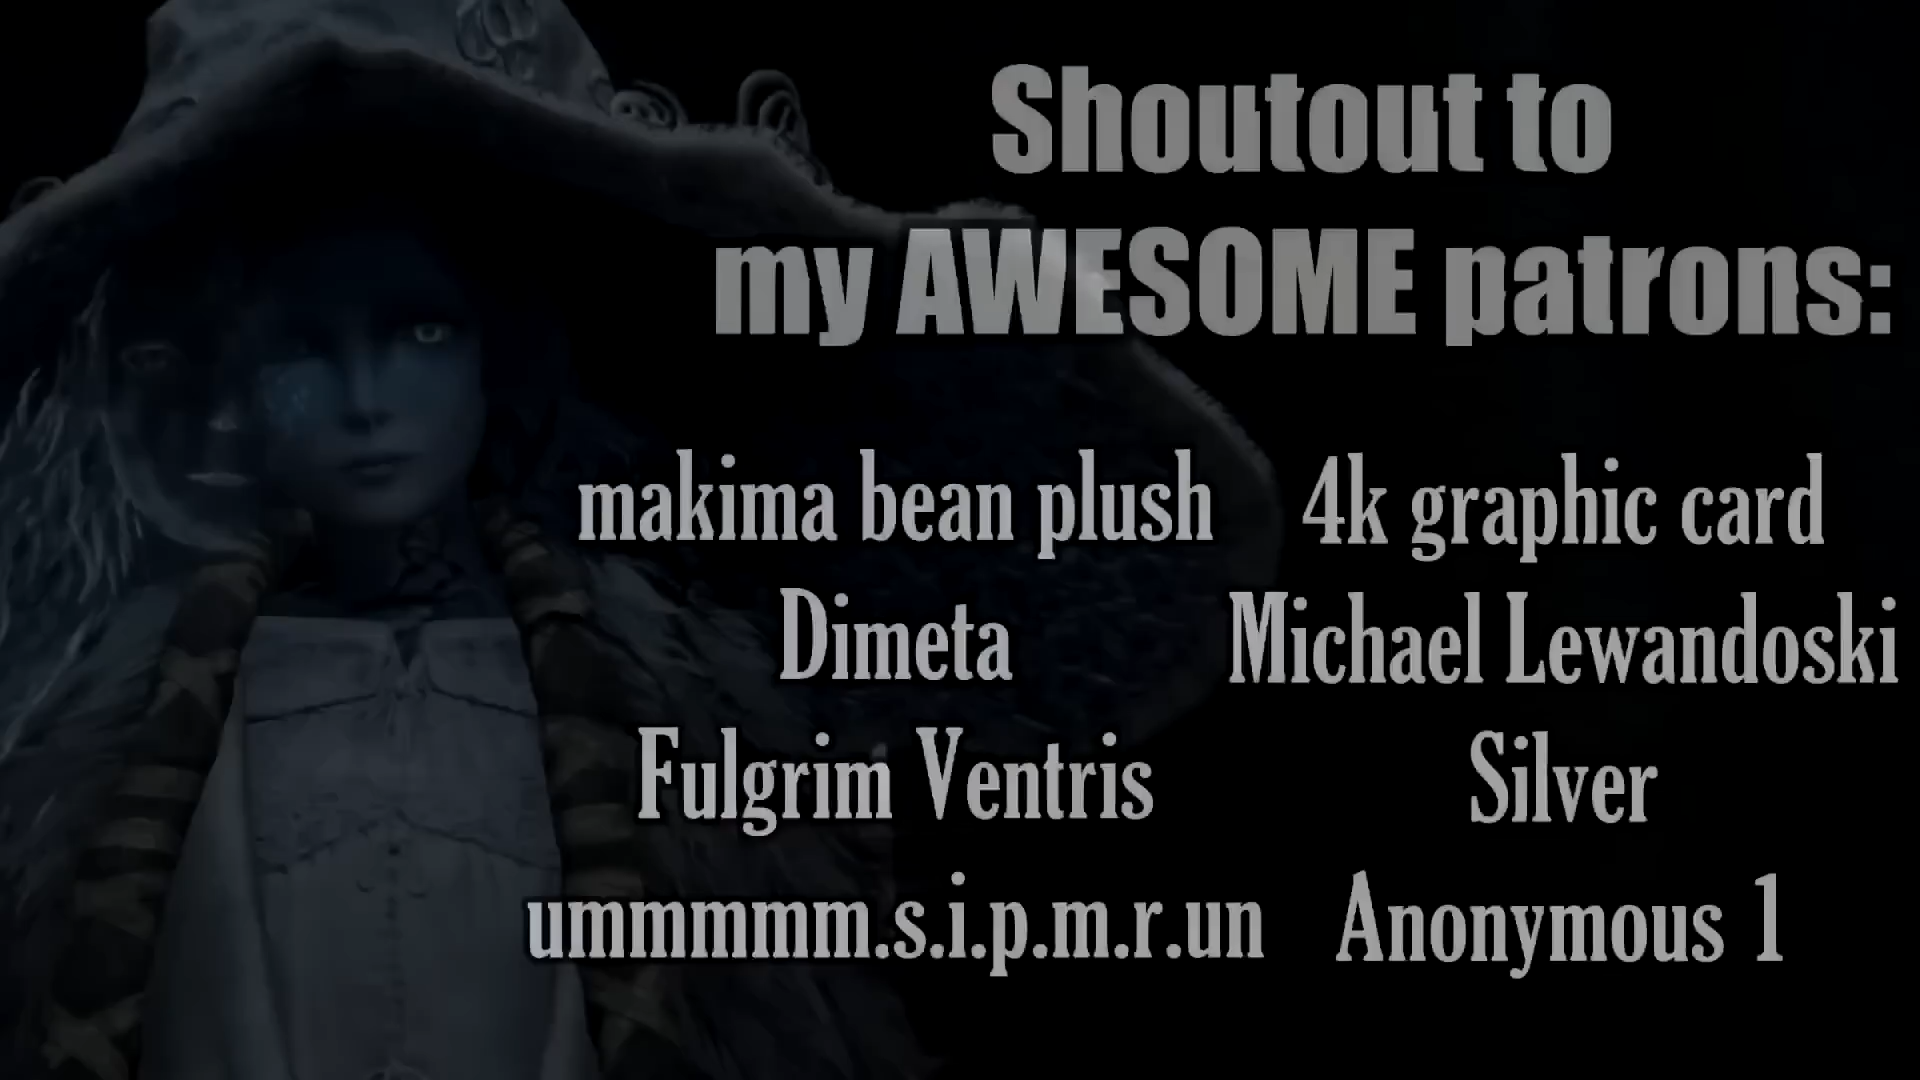 Shoutout to
my AWESOME patrons:
makima bean plush
4k graphic card
Dimeta
Michael Lewandoski
Fulgrim Ventris
Silver
ummmmm.s.i.p.m.r.un
Anonymous 1